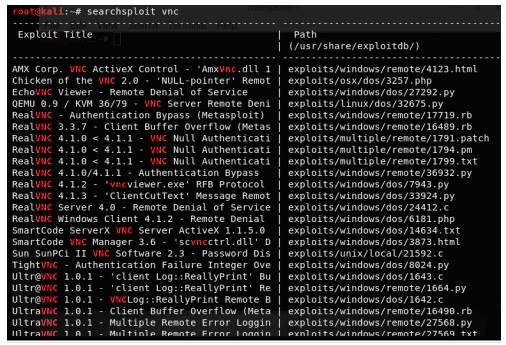 root@kali:~# searchsploit vnc
Exploit Title | Path
| (/usr/share/exploitdb/)
AMX Corp. VNC ActiveX Control - 'AmxVnc.dll 1 | exploits/windows/remote/4123.html
Chicken of the VNC 2.0 - 'NULL-pointer' Remot | exploits/osx/dos/3257.php
EchoVNC Viewer - Remote Denial of Service | exploits/windows/dos/27292.py
QEMU 0.9 / KVM 36/79 - VNC Server Remote Deni | exploits/linux/dos/32675.py
RealVNC - Authentication Bypass (Metasploit) | exploits/windows/remote/17719.rb
RealVNC 3.3.7 - Client Buffer Overflow (Metas | exploits/windows/remote/16489.rb
RealVNC 4.1.0 < 4.1.1 - VNC Null Authenticati | exploits/multiple/remote/1791.patch
RealVNC 4.1.0 < 4.1.1 - VNC Null Authenticati | exploits/multiple/remote/1794.pm
RealVNC 4.1.0 < 4.1.1 - VNC Null Authenticati | exploits/multiple/remote/1799.txt
RealVNC 4.1.0/4.1.1 - Authentication Bypass | exploits/windows/remote/36932.py
RealVNC 4.1.2 - 'vncviewer.exe' RFB Protocol | exploits/windows/dos/7943.py
RealVNC 4.1.3 - 'ClientCutText' Message Remot | exploits/windows/dos/33924.py
RealVNC Server 4.0 - Remote Denial of Service | exploits/windows/dos/24412.c
RealVNC Windows Client 4.1.2 - Remote Denial | exploits/windows/dos/6181.php
SmartCode ServerX VNC Server ActiveX 1.1.5.0 | exploits/windows/dos/14634.txt
SmartCode VNC Manager 3.6 - 'scvncctrl.dll' D | exploits/windows/dos/3873.html
Sun SunPCi II VNC Software 2.3 - Password Dis | exploits/unix/local/21592.c
TightVNC - Authentication Failure Integer Ove | exploits/windows/dos/8024.py
Ultr@VNC 1.0.1 - 'client Log::ReallyPrint' Bu | exploits/windows/dos/1643.c
Ultr@VNC 1.0.1 - 'client Log::ReallyPrint' Re | exploits/windows/remote/1664.py
Ultr@VNC 1.0.1 - VNCLog::ReallyPrint Remote B | exploits/windows/dos/1642.c
UltraVNC 1.0.1 - Client Buffer Overflow (Meta | exploits/windows/remote/16490.rb
UltraVNC 1.0.1 - Multiple Remote Error Loggin | exploits/windows/remote/27568.py
UltraVNC 1.0.1 - Multiple Remote Error Loggin | exploits/windows/remote/27569.txt